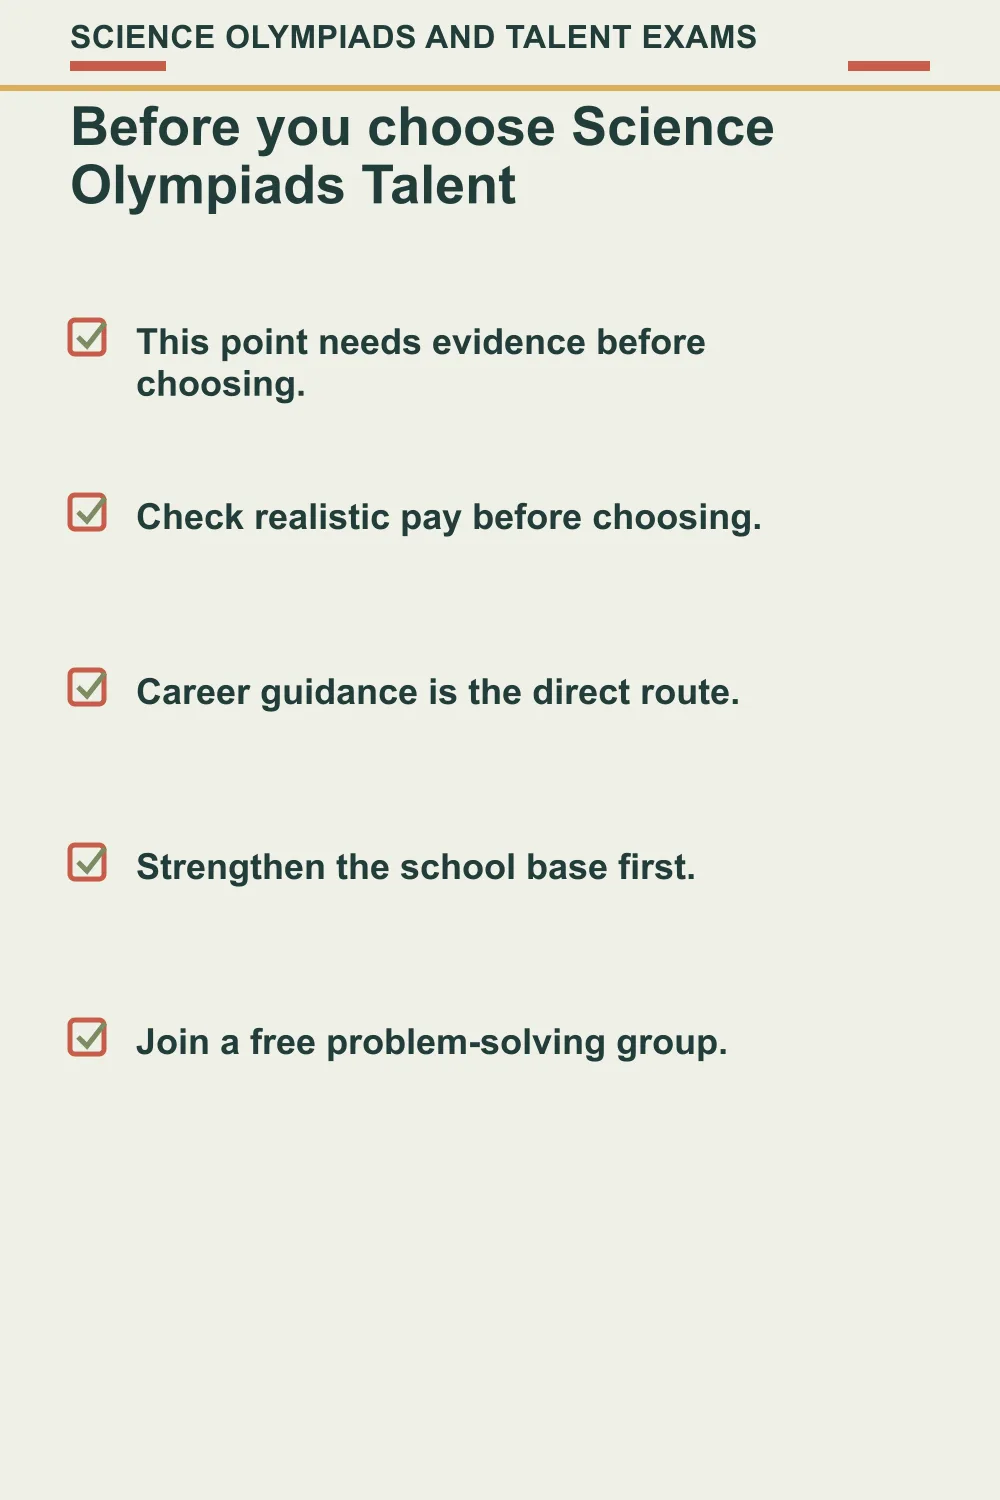 SCIENCE OLYMPIADS AND TALENT EXAMS
Before you choose Science
Olympiads Talent
This point needs evidence before
choosing.
Check realistic pay before choosing.
Career guidance is the direct route.
Strengthen the school base first.
Join a free problem-solving group.